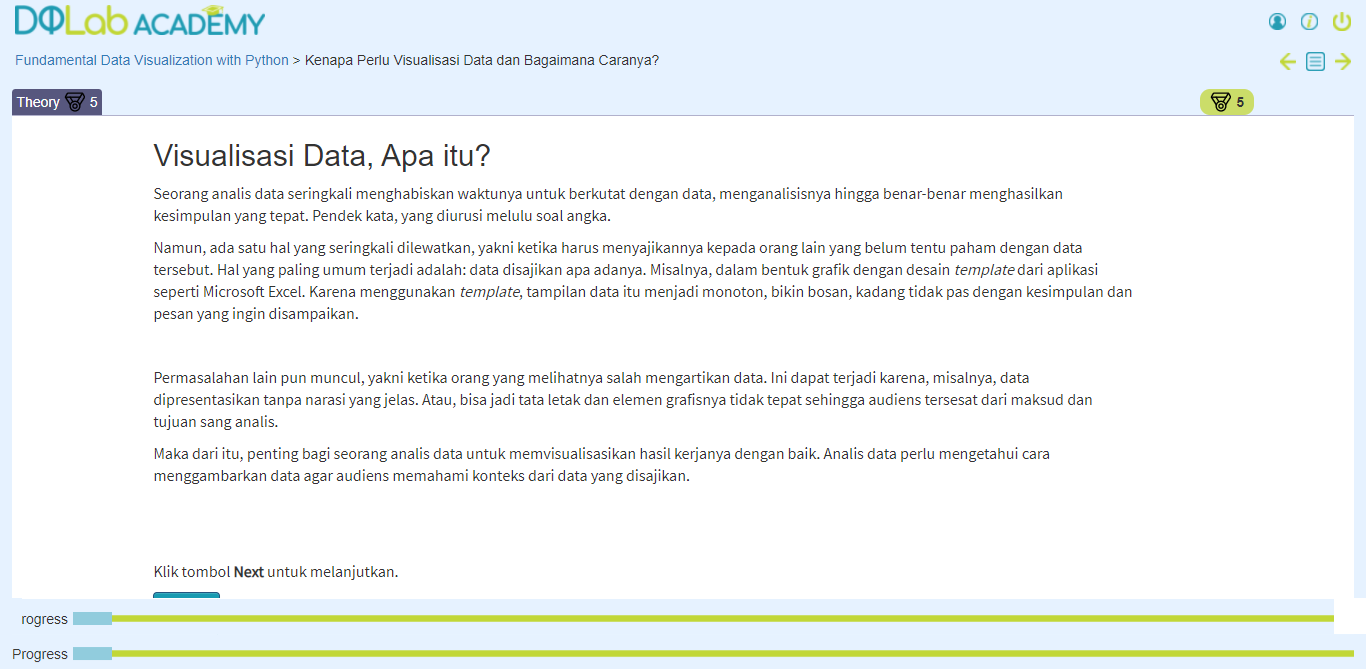 DQLab ACADEMY
Fundamental Data Visualization with Python > Kenapa Perlu Visualisasi Data dan Bagaimana Caranya?
Theory 5
5
Visualisasi Data, Apa itu?
Seorang analis data seringkali menghabiskan waktunya untuk berkutat dengan data, menganalisisnya hingga benar-benar menghasilkan
kesimpulan yang tepat. Pendek kata, yang diurusi melulu soal angka.
Namun, ada satu hal yang seringkali dilewatkan, yakni ketika harus menyajikannya kepada orang lain yang belum tentu paham dengan data
tersebut. Hal yang paling umum terjadi adalah: data disajikan apa adanya. Misalnya, dalam bentuk grafik dengan desain template dari aplikasi
seperti Microsoft Excel. Karena menggunakan template, tampilan data itu menjadi monoton, bikin bosan, kadang tidak pas dengan kesimpulan dan
pesan yang ingin disampaikan.
Permasalahan lain pun muncul, yakni ketika orang yang melihatnya salah mengartikan data. Ini dapat terjadi karena, misalnya, data
dipresentasikan tanpa narasi yang jelas. Atau, bisa jadi tata letak dan elemen grafisnya tidak tepat sehingga audiens tersesat dari maksud dan
tujuan sang analis.
Maka dari itu, penting bagi seorang analis data untuk memvisualisasikan hasil kerjanya dengan baik. Analis data perlu mengetahui cara
menggambarkan data agar audiens memahami konteks dari data yang disajikan.
Klik tombol Next untuk melanjutkan.
rogress
Progress